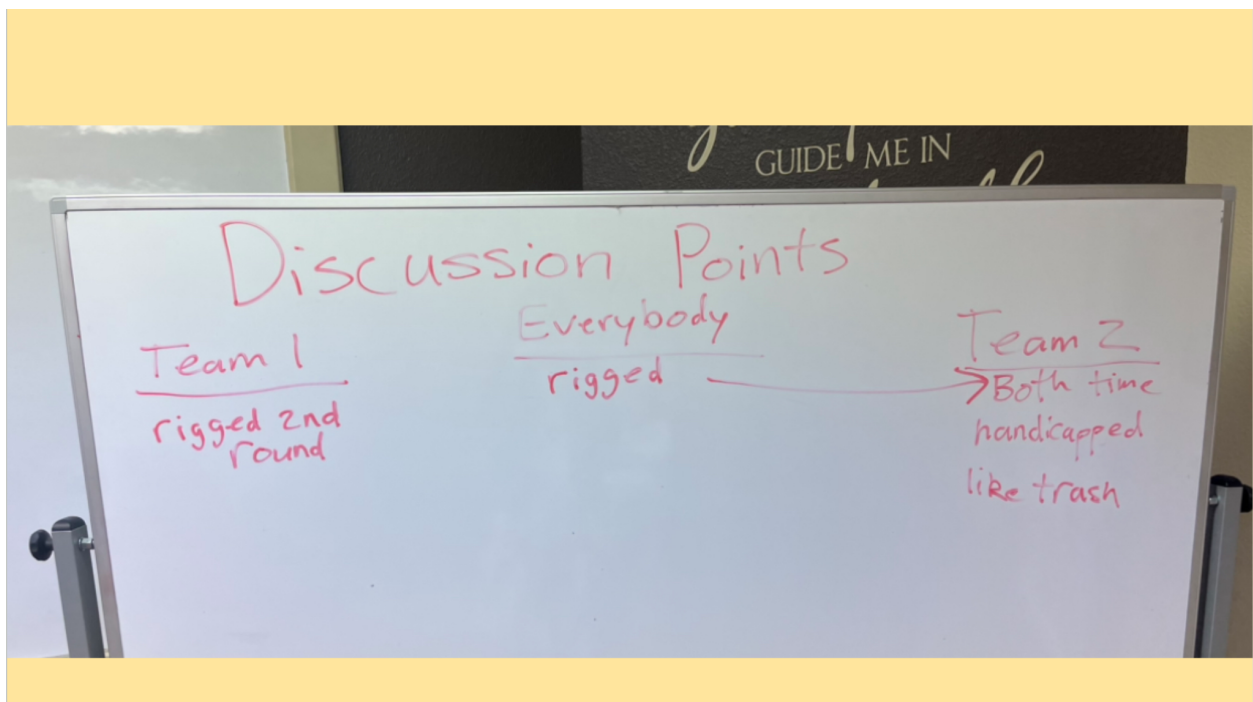 GUIDE ME IN
Discussion Points
Team 1
rigged 2nd
round
Everybody
rigged
Team 2
Both time
handicapped
like trash